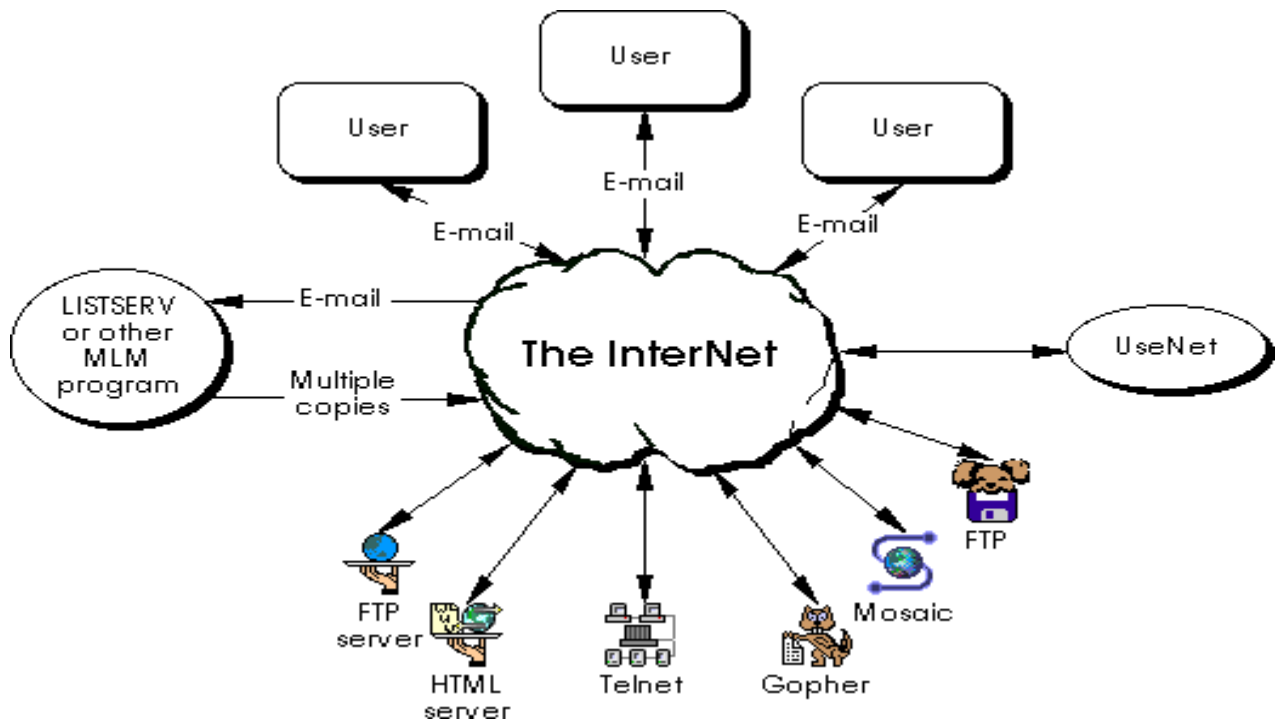 User
User
User
E-mail
E-mail
E-mail
LISTSERV
or other
MLM
program
E-mail
Multiple
copies
The InterNet
UseNet
FTP
server
HTML
server
Telnet
Gopher
Mosaic
FTP